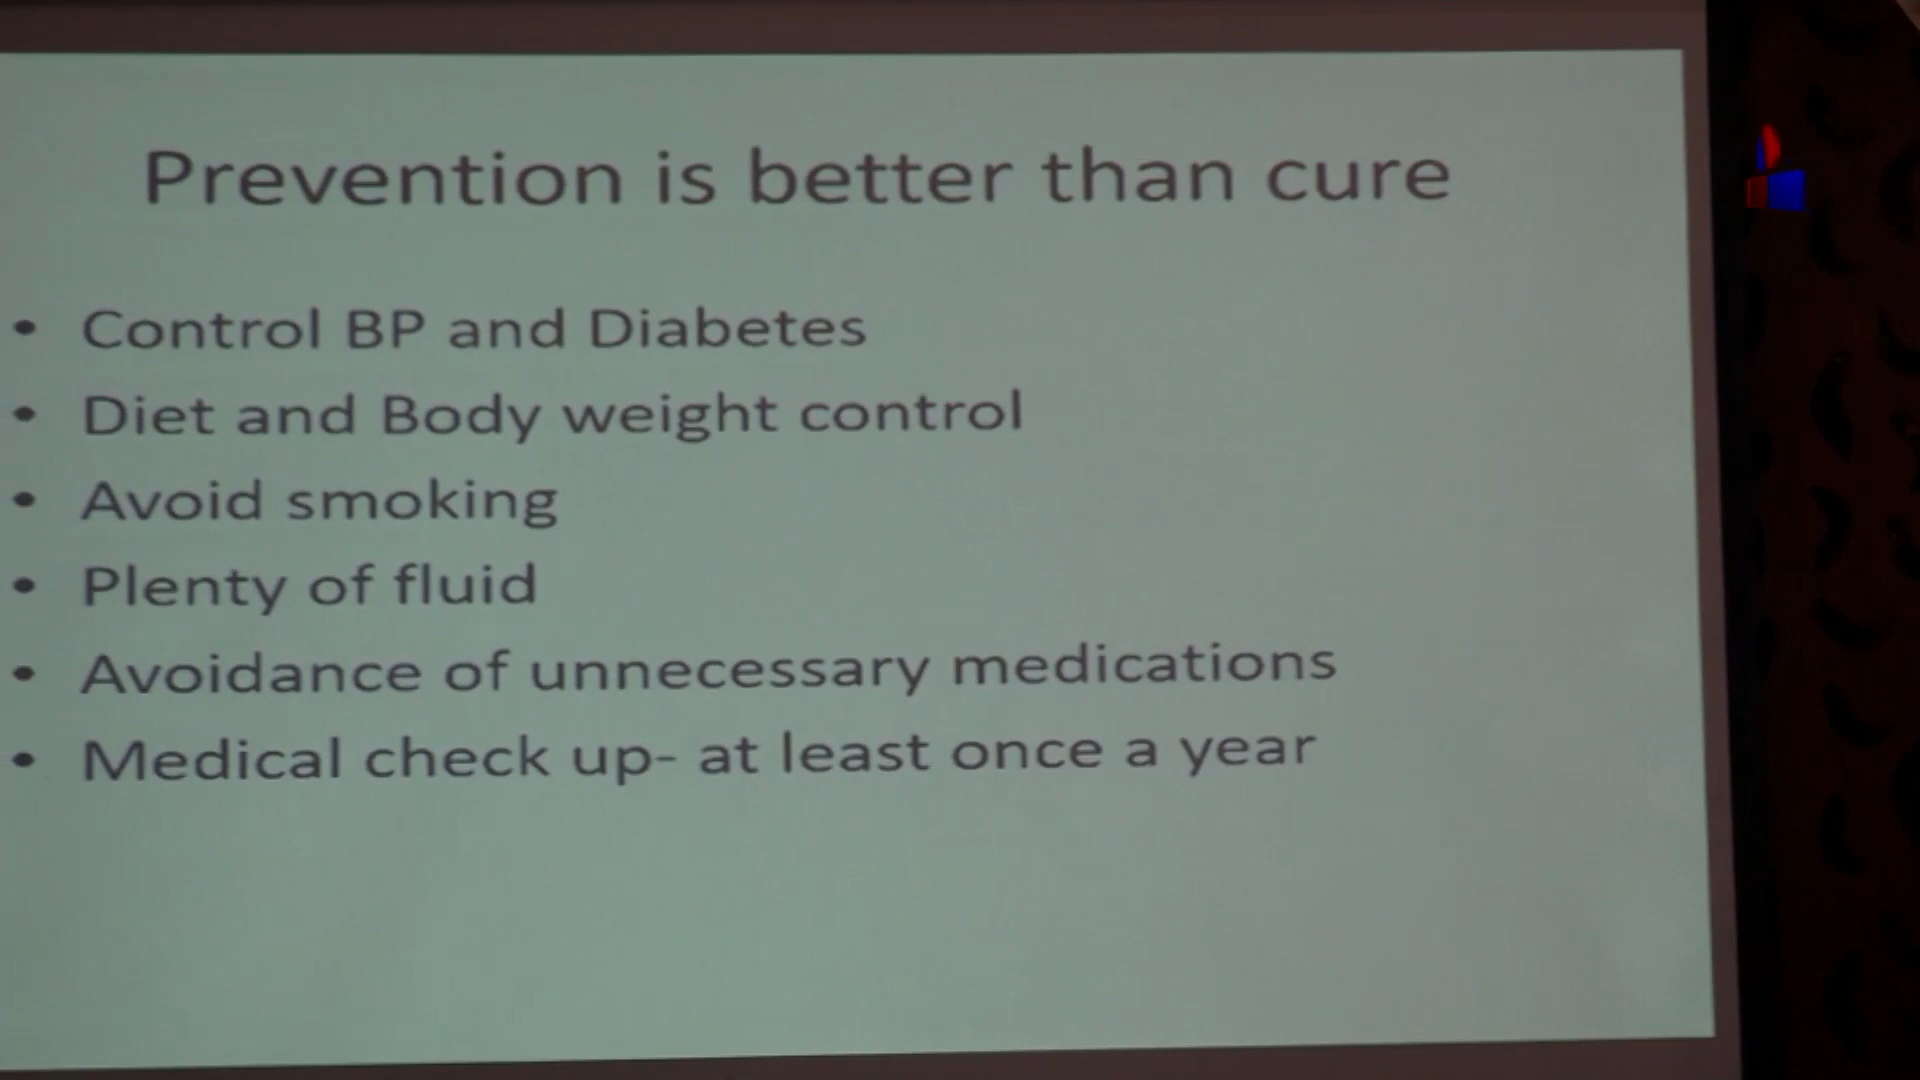 Prevention is better than cure
• Control BP and Diabetes
• Diet and Body weight control
• Avoid smoking
• Plenty of fluid
• Avoidance of unnecessary medications
• Medical check up- at least once a year